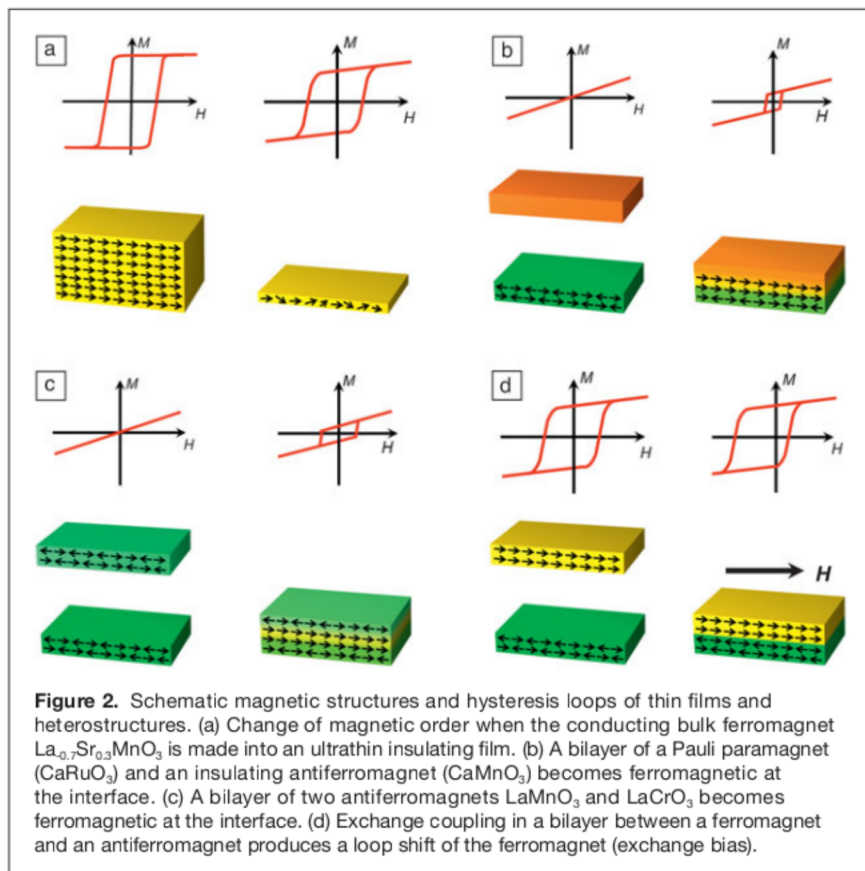 a
M
H
M
H
b
M
H
M
H
c
M
H
M
H
d
M
H
M
H
H
Figure 2. Schematic magnetic structures and hysteresis loops of thin films and
heterostructures. (a) Change of magnetic order when the conducting bulk ferromagnet
La₀.₇Sr₀.₃MnO₃ is made into an ultrathin insulating film. (b) A bilayer of a Pauli paramagnet
(CaRuO₃) and an insulating antiferromagnet (CaMnO₃) becomes ferromagnetic at
the interface. (c) A bilayer of two antiferromagnets LaMnO₃ and LaCrO₃ becomes
ferromagnetic at the interface. (d) Exchange coupling in a bilayer between a ferromagnet
and an antiferromagnet produces a loop shift of the ferromagnet (exchange bias).